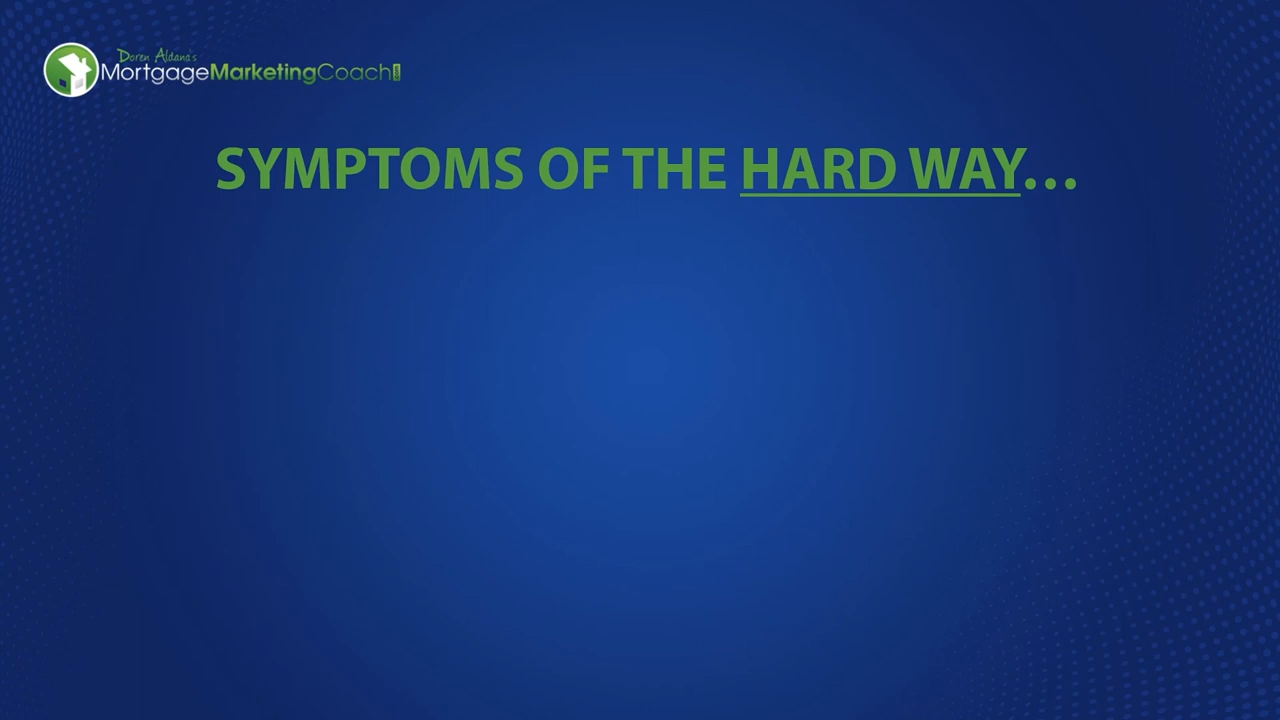 Doren Aldana's
MortgageMarketingCoach
SYMPTOMS OF THE HARD WAY...